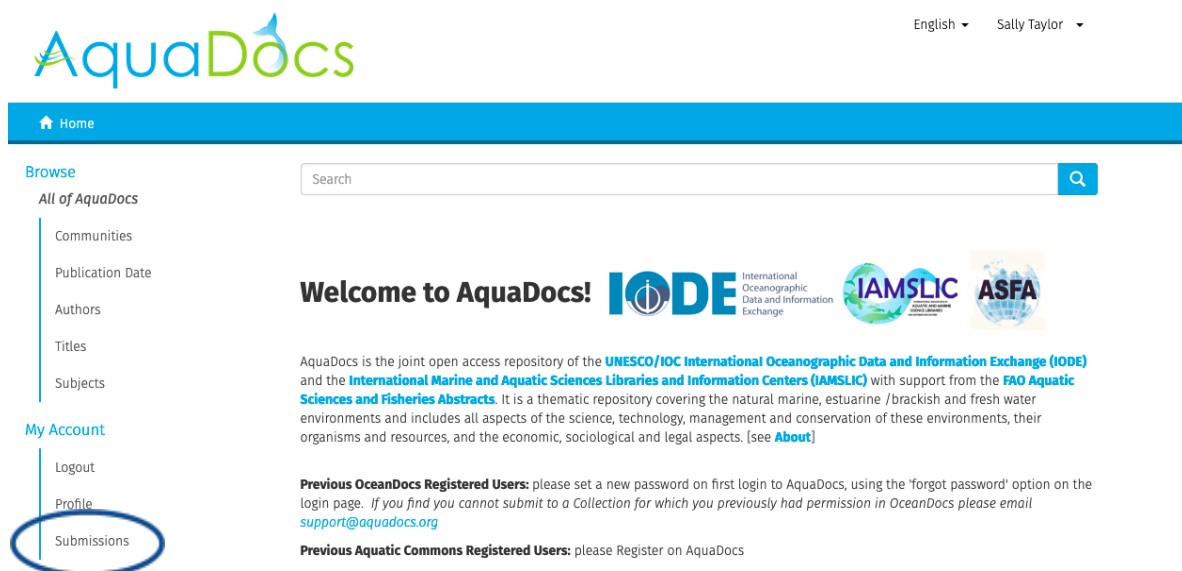 English
Sally Taylor
AquaDocs
Home
Browse
All of AquaDocs
Communities
Publication Date
Authors
Titles
Subjects
My Account
Logout
Profile
Submissions
Search
Welcome to AquaDocs!
IODE
International
Oceanographic
Data and Information
Exchange
IAMSLIC
ASFA
AquaDocs is the joint open access repository of the UNESCO/IOC International Oceanographic Data and Information Exchange (IODE)
and the International Marine and Aquatic Sciences Libraries and Information Centers (IAMSLIC) with support from the FAO Aquatic
Sciences and Fisheries Abstracts. It is a thematic repository covering the natural marine, estuarine /brackish and fresh water
environments and includes all aspects of the science, technology, management and conservation of these environments, their
organisms and resources, and the economic, sociological and legal aspects. [see About]
Previous OceanDocs Registered Users: please set a new password on first login to AquaDocs, using the 'forgot password' option on the
login page. If you find you cannot submit to a Collection for which you previously had permission in OceanDocs please email
support@aquadocs.org
Previous Aquatic Commons Registered Users: please Register on AquaDocs